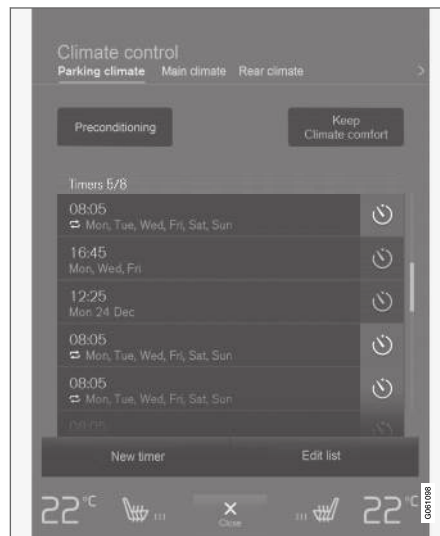 Climate control
Parking climate Main climate Rear climate
Preconditioning
Keep
Climate comfort
Timers 5/8
08:05
Mon, Tue, Wed, Fri, Sat, Sun
16:45
Mon, Wed, Fri
12:25
Mon 24 Dec
08:05
Mon, Tue, Wed, Fri, Sat, Sun
08:05
Mon, Tue, Wed, Fri, Sat, Sun
08:05
New timer Edit list
22°C 22°C
Close
G061098